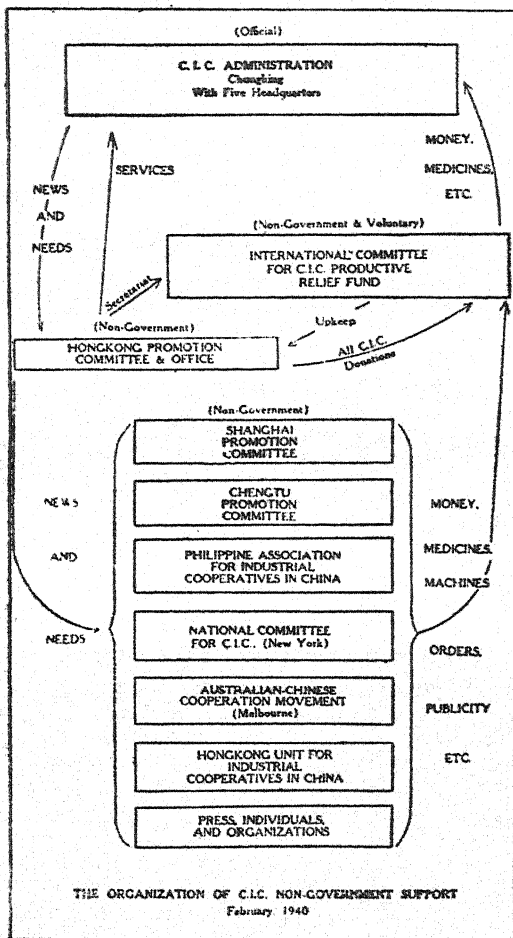 (Official)
C. I. C. ADMINISTRATION
Chungking
With Five Headquarters
NEWS
AND
NEEDS
SERVICES
MONEY,
MEDICINES,
ETC.
(Non-Government & Voluntary)
INTERNATIONAL COMMITTEE
FOR C.I.C. PRODUCTIVE
RELIEF FUND
Secretariat
Upkeep
All C.I.C.
Donations
(Non-Government)
HONGKONG PROMOTION
COMMITTEE & OFFICE
(Non-Government)
SHANGHAI
PROMOTION
COMMITTEE
CHENGTU
PROMOTION
COMMITTEE
PHILIPPINE ASSOCIATION
FOR INDUSTRIAL
COOPERATIVES IN CHINA
NATIONAL COMMITTEE
FOR C.I.C., (New York)
AUSTRALIAN-CHINESE
COOPERATION MOVEMENT
(Melbourne)
HONGKONG UNIT FOR
INDUSTRIAL
COOPERATIVES IN CHINA
PRESS, INDIVIDUALS,
AND ORGANIZATIONS
NEWS
AND
NEEDS
MONEY,
MEDICINES,
MACHINES
ORDERS,
PUBLICITY
ETC.
THE ORGANIZATION OF C.I.C. NON-GOVERNMENT SUPPORT
February, 1940